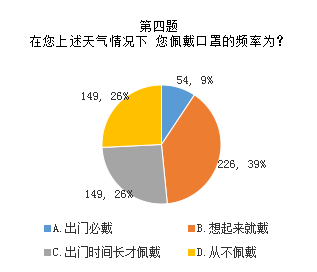 第四题
在您上述天气情况下 您佩戴口罩的频率为?
54, 9%
149, 26%
226, 39%
149, 26%
A.出门必戴
B.想起来就戴
C.出门时间长才佩戴
D.从不佩戴